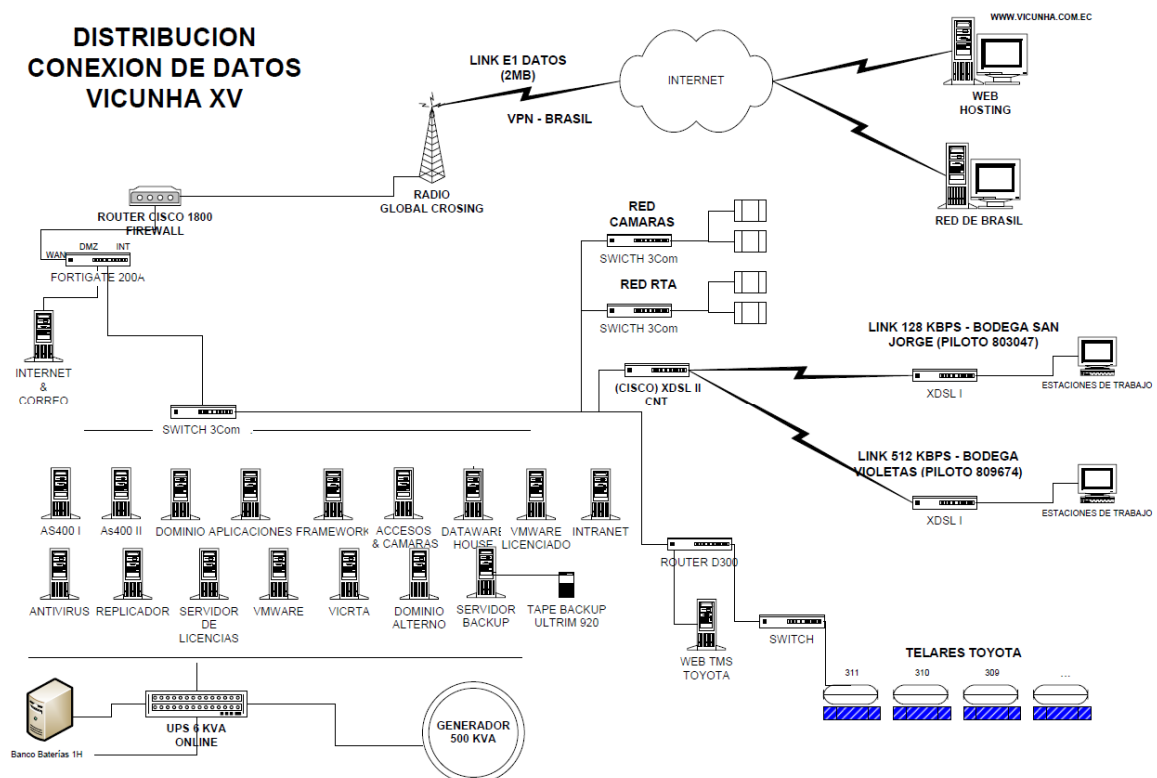 DISTRIBUCION
CONEXION DE DATOS
VICUNHA XV
LINK E1 DATOS
(2MB)
VPN - BRASIL
INTERNET
WWW.VICUNHA.COM.EC
WEB
HOSTING
RED DE BRASIL
RADIO
GLOBAL CROSING
ROUTER CISCO 1800
FIREWALL
WAN
DMZ
INT
FORTIGATE 200A
INTERNET
&
CORREO
RED
CAMARAS
SWICTH 3Com
RED RTA
SWICTH 3Com
(CISCO) XDSL II
CNT
LINK 128 KBPS - BODEGA SAN
JORGE (PILOTO 803047)
XDSL I
ESTACIONES DE TRABAJO
LINK 512 KBPS - BODEGA
VIOLETAS (PILOTO 809674)
XDSL I
ESTACIONES DE TRABAJO
SWITCH 3Com
AS400 I
As400 II
DOMINIO
APLICACIONES
FRAMEWORK
ACCESOS
& CAMARAS
DATAWARE
HOUSE
VMWARE
LICENCIADO
INTRANET
ANTIVIRUS
REPLICADOR
SERVIDOR
DE
LICENCIAS
VMWARE
VICRTA
DOMINIO
ALTERNO
SERVIDOR
BACKUP
TAPE BACKUP
ULTRIM 920
ROUTER D300
WEB TMS
TOYOTA
SWITCH
TELARES TOYOTA
311
310
309
...
Banco Baterías 1H
UPS 6 KVA
ONLINE
GENERADOR
500 KVA